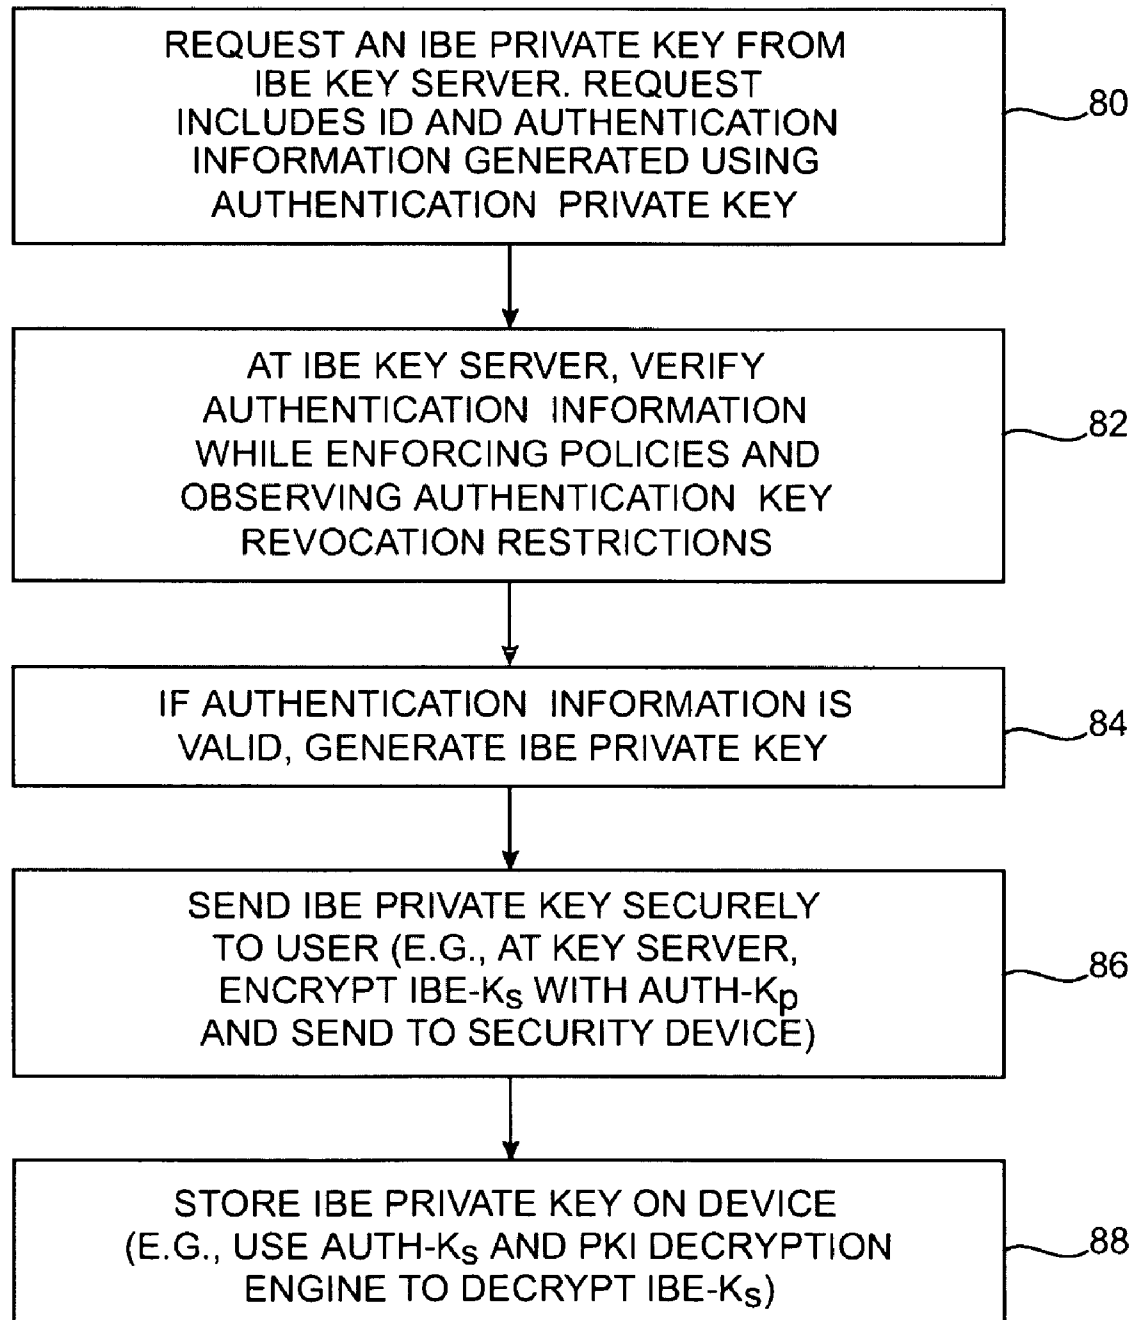 REQUEST AN IBE PRIVATE KEY FROM
IBE KEY SERVER. REQUEST
INCLUDES ID AND AUTHENTICATION
INFORMATION GENERATED USING
AUTHENTICATION PRIVATE KEY
80
AT IBE KEY SERVER, VERIFY
AUTHENTICATION INFORMATION
WHILE ENFORCING POLICIES AND
OBSERVING AUTHENTICATION KEY
REVOCATION RESTRICTIONS
82
IF AUTHENTICATION INFORMATION IS
VALID, GENERATE IBE PRIVATE KEY
84
SEND IBE PRIVATE KEY SECURELY
TO USER (E.G., AT KEY SERVER,
ENCRYPT IBE-Ks WITH AUTH-Kp
AND SEND TO SECURITY DEVICE)
86
STORE IBE PRIVATE KEY ON DEVICE
(E.G., USE AUTH-Ks AND PKI DECRYPTION
ENGINE TO DECRYPT IBE-Ks)
88